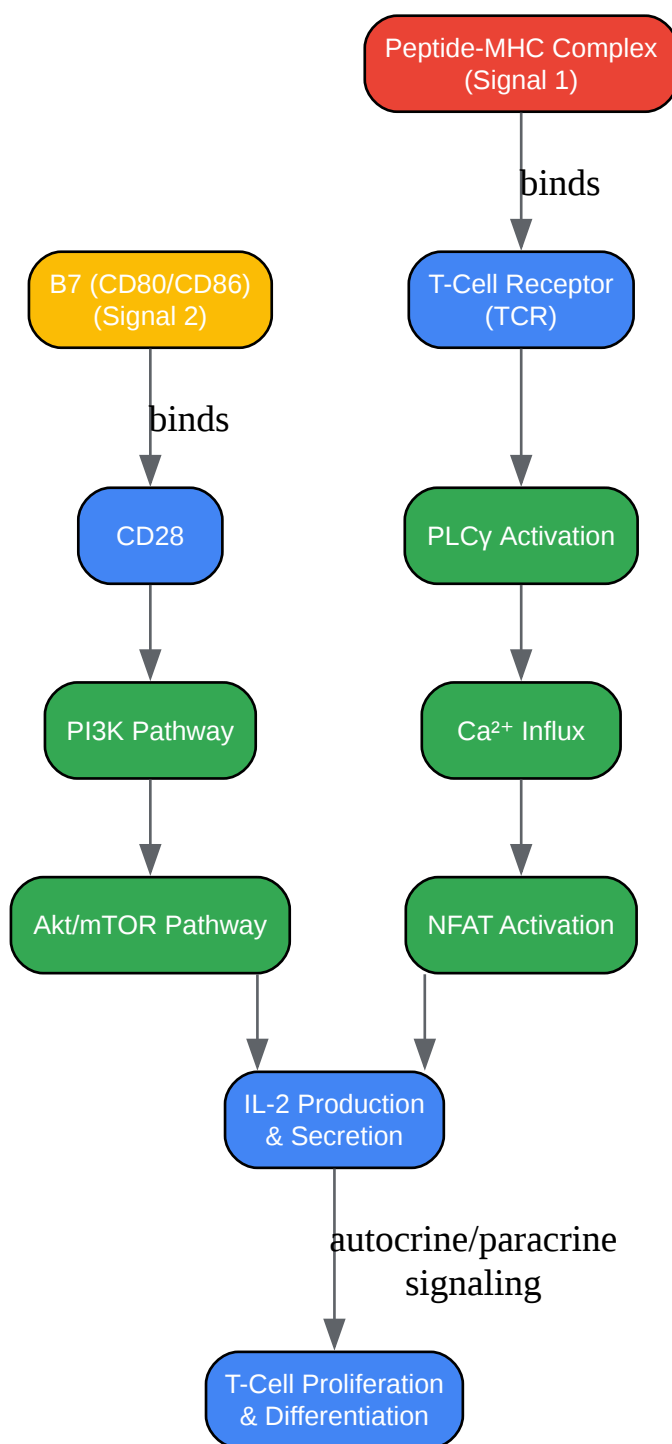 Peptide-MHC Complex
(Signal 1)
binds
B7 (CD80/CD86)
(Signal 2)
T-Cell Receptor
(TCR)
binds
CD28
PLCγ Activation
PI3K Pathway
Ca²⁺ Influx
Akt/mTOR Pathway
NFAT Activation
IL-2 Production
& Secretion
autocrine/paracrine
signaling
T-Cell Proliferation
& Differentiation